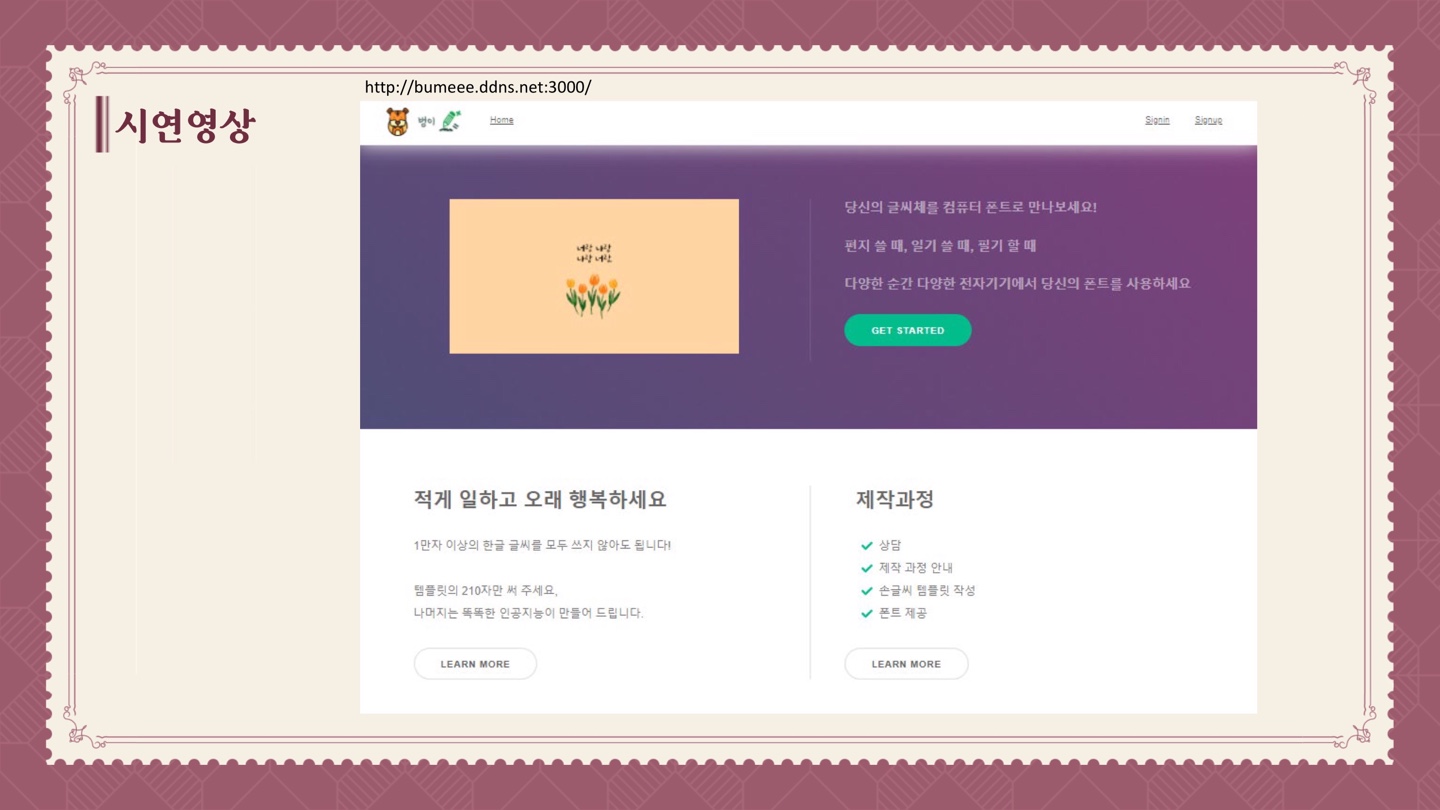 시연영상
http://bumeee.ddns.net:3000/
범이
Home
Signin
Signup
너랑 나랑
나랑 너랑
당신의 글씨체를 컴퓨터 폰트로 만나보세요!
편지 쓸 때, 일기 쓸 때, 필기 할 때
다양한 순간 다양한 전자기기에서 당신의 폰트를 사용하세요
GET STARTED
적게 일하고 오래 행복하세요
1만자 이상의 한글 글씨를 모두 쓰지 않아도 됩니다!
템플릿의 210자만 써 주세요,
나머지는 똑똑한 인공지능이 만들어 드립니다.
LEARN MORE
제작과정
상담
제작 과정 안내
손글씨 템플릿 작성
폰트 제공
LEARN MORE